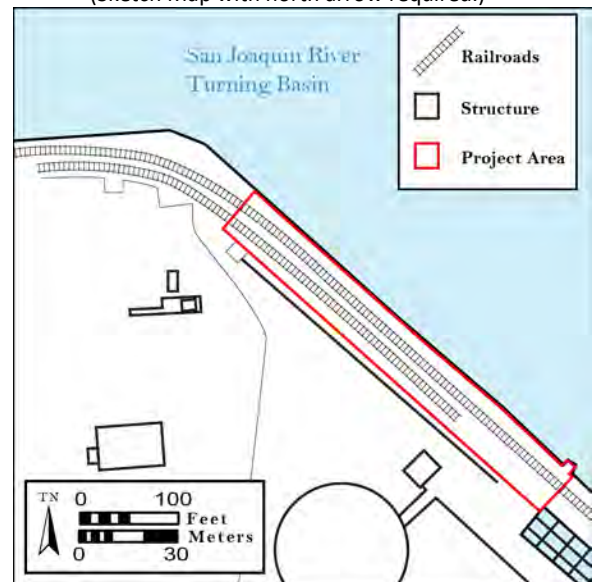 (Sketch map with north arrow required.)
San Joaquin River
Turning Basin
Railroads
Structure
Project Area
TN 0 100
Feet
Meters
0 30